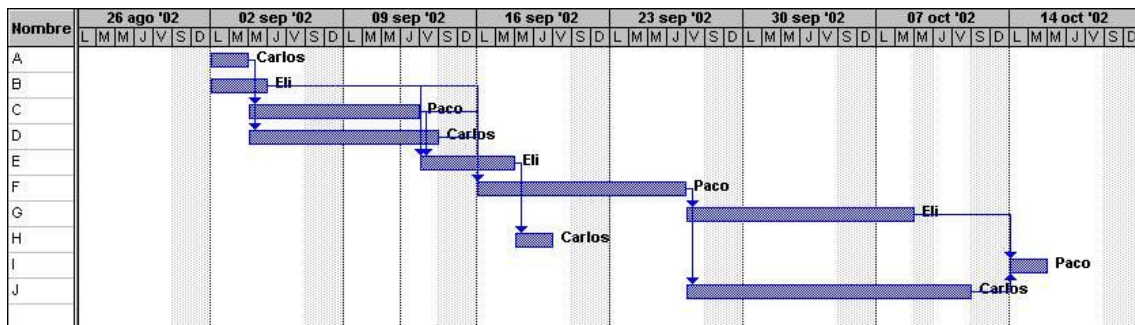 Nombre
26 ago '02 02 sep '02 09 sep '02 16 sep '02 23 sep '02 30 sep '02 07 oct '02 14 oct '02
L M M J V S D L M M J V S D L M M J V S D L M M J V S D L M M J V S D L M M J V S D L M M J V S D L M M J V S D
A Carlos
B Eli
C Paco
D Carlos
E Eli
F Paco
G Eli
H Carlos
I Paco
J Carlos